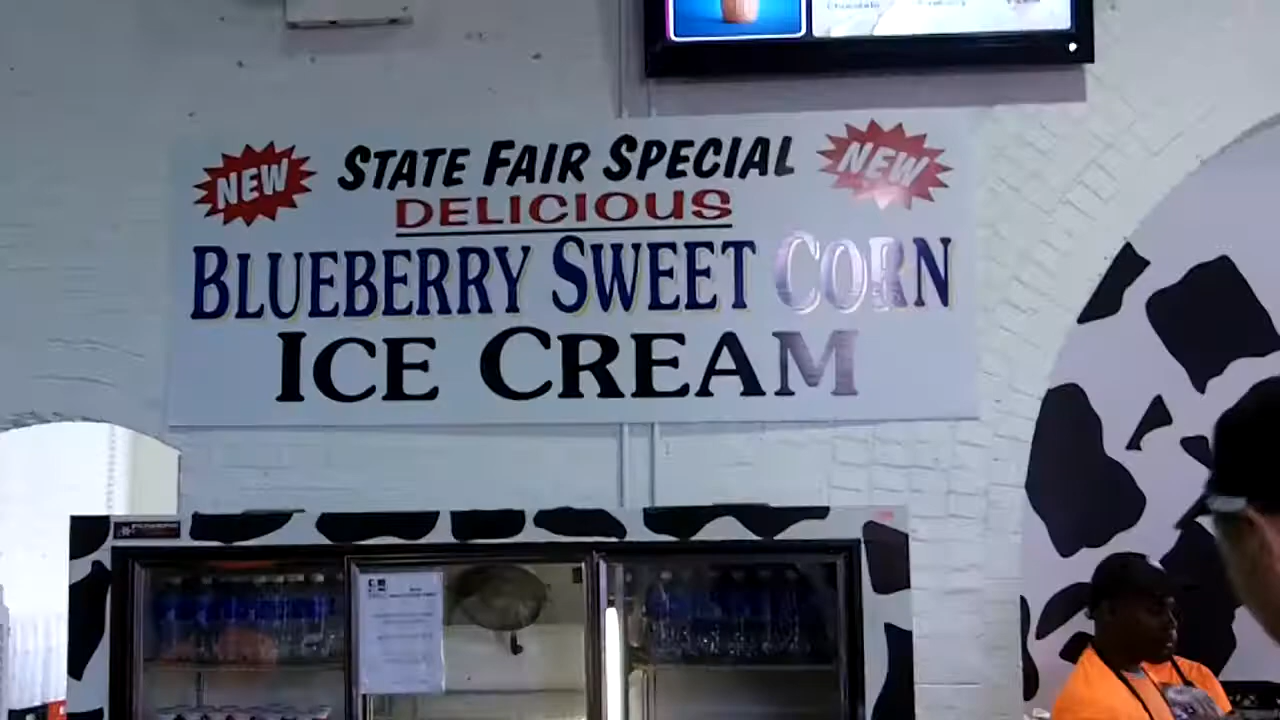 NEW STATE FAIR SPECIAL NEW
DELICIOUS
BLUEBERRY SWEET CORN
ICE CREAM